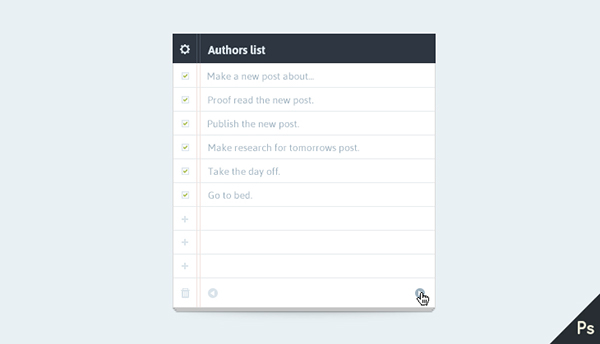 Authors list
Make a new post about...
Proof read the new post.
Publish the new post.
Make research for tomorrows post.
Take the day off.
Go to bed.
Ps